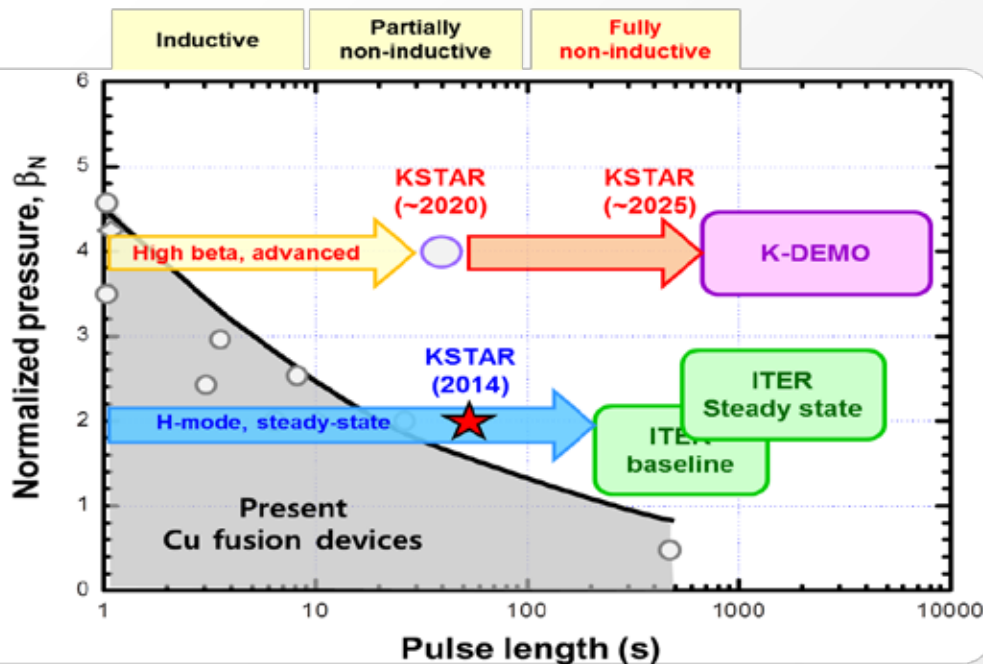 Inductive
Partially
non-inductive
Fully
non-inductive
Normalized pressure, βN
6
5
4
3
2
1
0
KSTAR
(~2020)
KSTAR
(~2025)
High beta, advanced
K-DEMO
KSTAR
(2014)
ITER
Steady state
H-mode, steady-state
ITER
baseline
Present
Cu fusion devices
1
10
100
1000
10000
Pulse length (s)